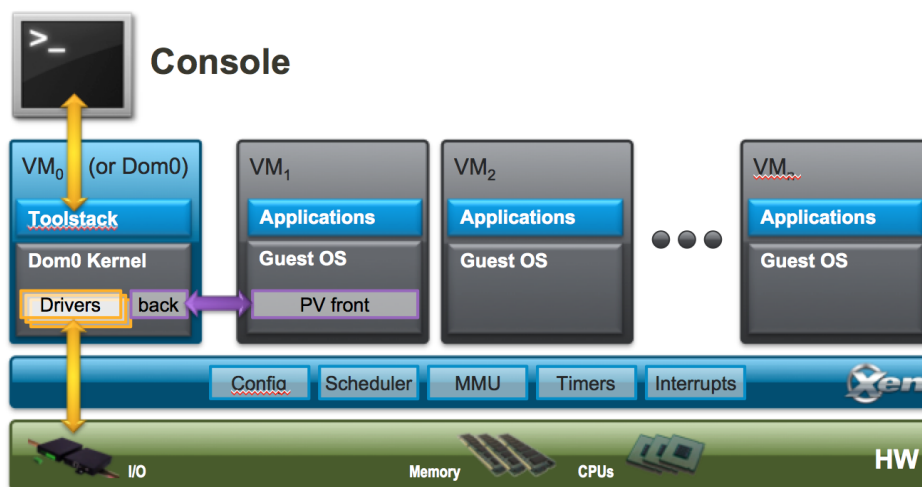 >_
Console
VM0 (or Dom0)
Toolstack
Dom0 Kernel
Drivers
back
VM1
Applications
Guest OS
PV front
VM2
Applications
Guest OS
Applications
Guest OS
Config
Scheduler
MMU
Timers
Interrupts
Xen
I/O
Memory
CPUs
HW